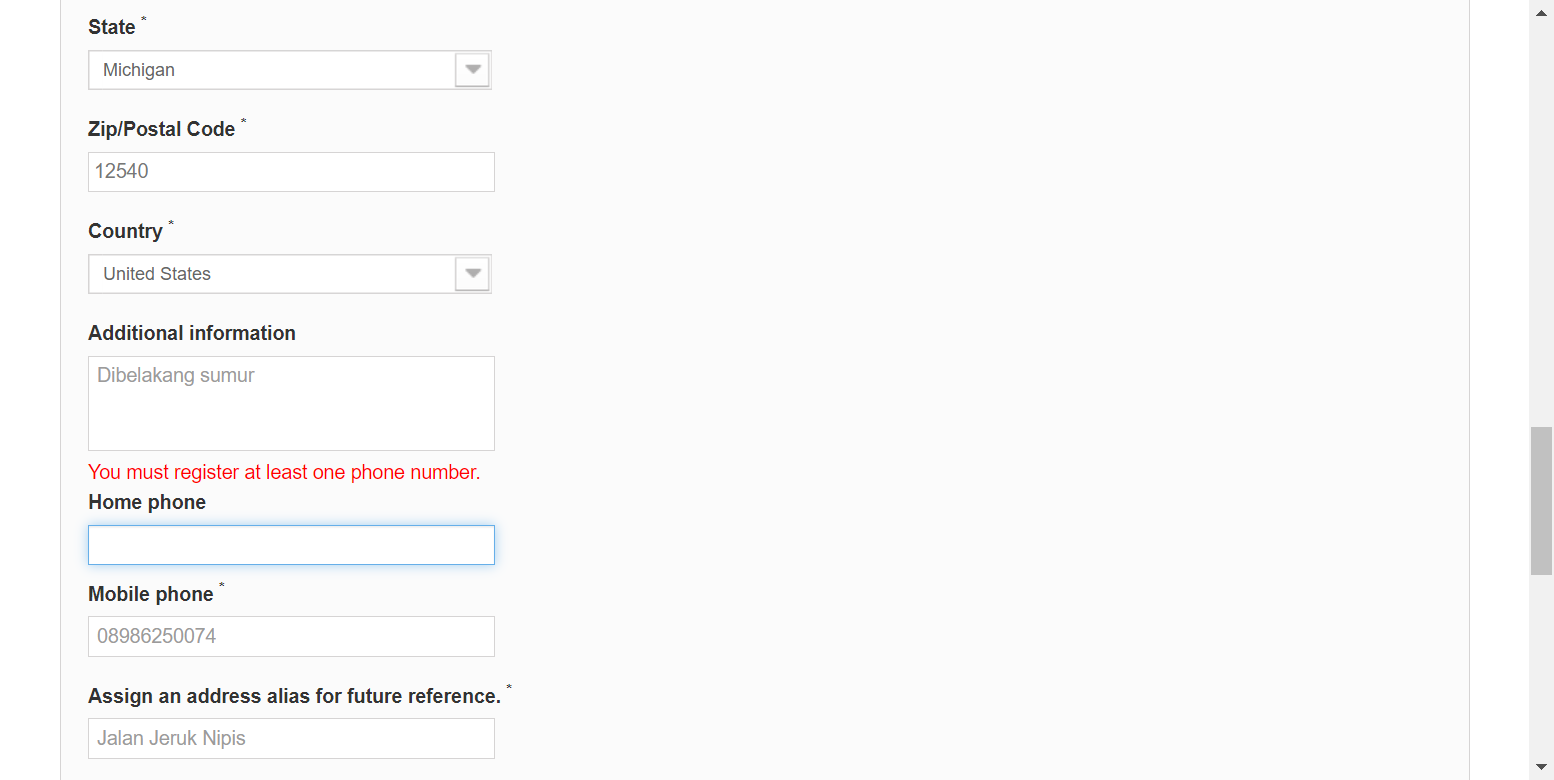 State *
Michigan
Zip/Postal Code *
12540
Country *
United States
Additional information
Dibelakang sumur
You must register at least one phone number.
Home phone
Mobile phone *
08986250074
Assign an address alias for future reference. *
Jalan Jeruk Nipis